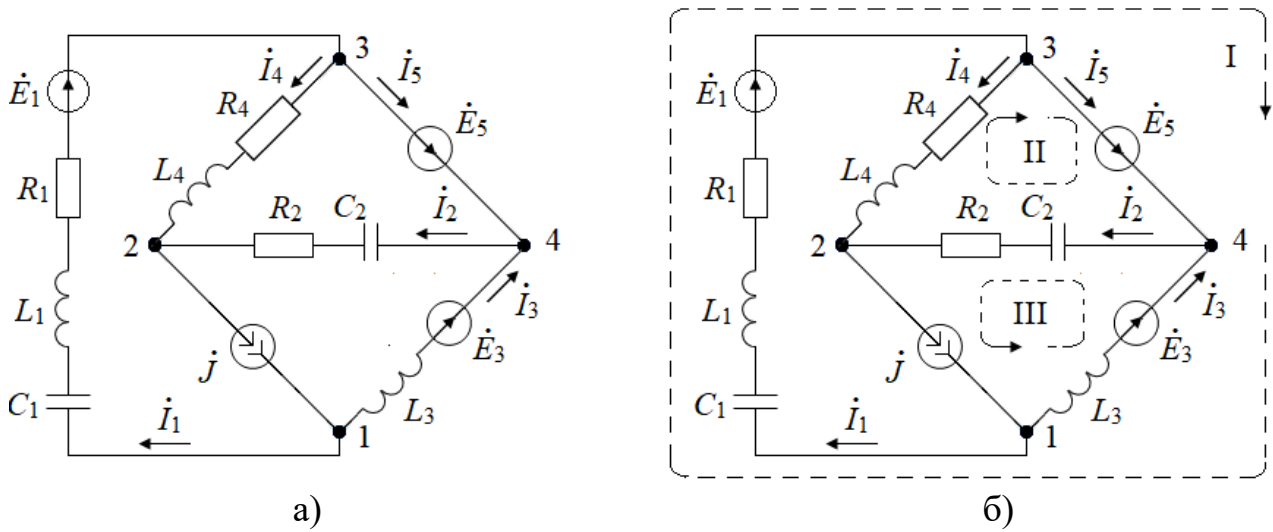 3
İ4
İ5
Ė1
R4
Ė5
L4
R1
R2
C2
İ2
2
4
L1
İ3
J̇
Ė3
C1
L3
İ1
1
а)
3
I
İ4
İ5
Ė1
R4
Ė5
II
L4
R1
R2
C2
İ2
2
4
L1
III
İ3
J̇
Ė3
C1
L3
İ1
1
б)